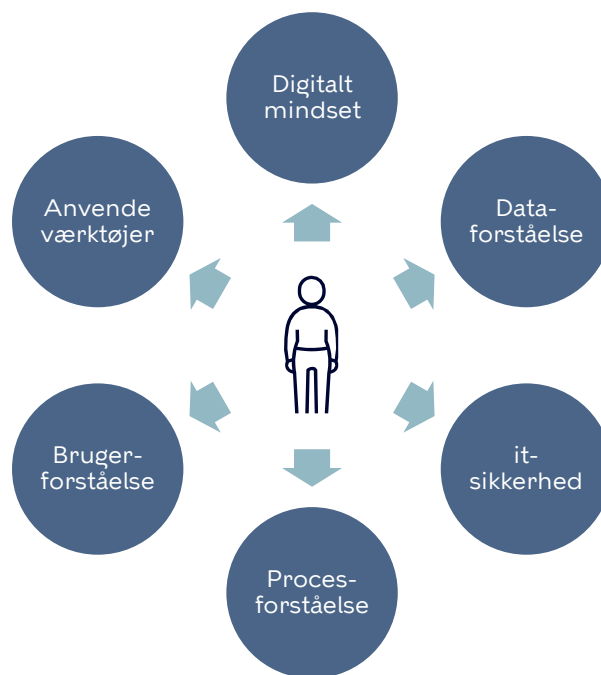 Digitalt
mindset
Data-
forståelse
it-
sikkerhed
Proces-
forståelse
Bruger-
forståelse
Anvende
værktøjer